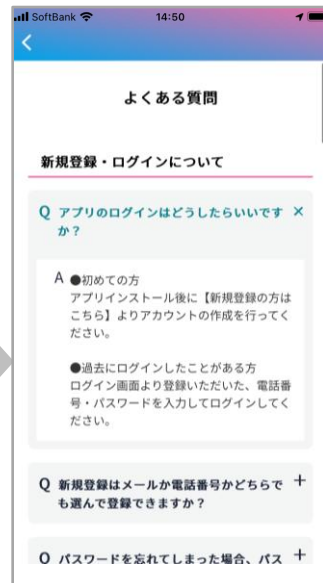 SoftBank 14:50
よくある質問
新規登録・ログインについて
Q アプリのログインはどうしたらいいです ×
か？
A ●初めての方
アプリインストール後に【新規登録の方は
こちら】よりアカウントの作成を行ってく
ださい。
●過去にログインしたことがある方
ログイン画面より登録いただいた、電話番
号・パスワードを入力してログインしてく
ださい。
Q 新規登録はメールか電話番号かどちらで +
も選んで登録できますか？
Q パスワードを忘れてしまった場合、パス +